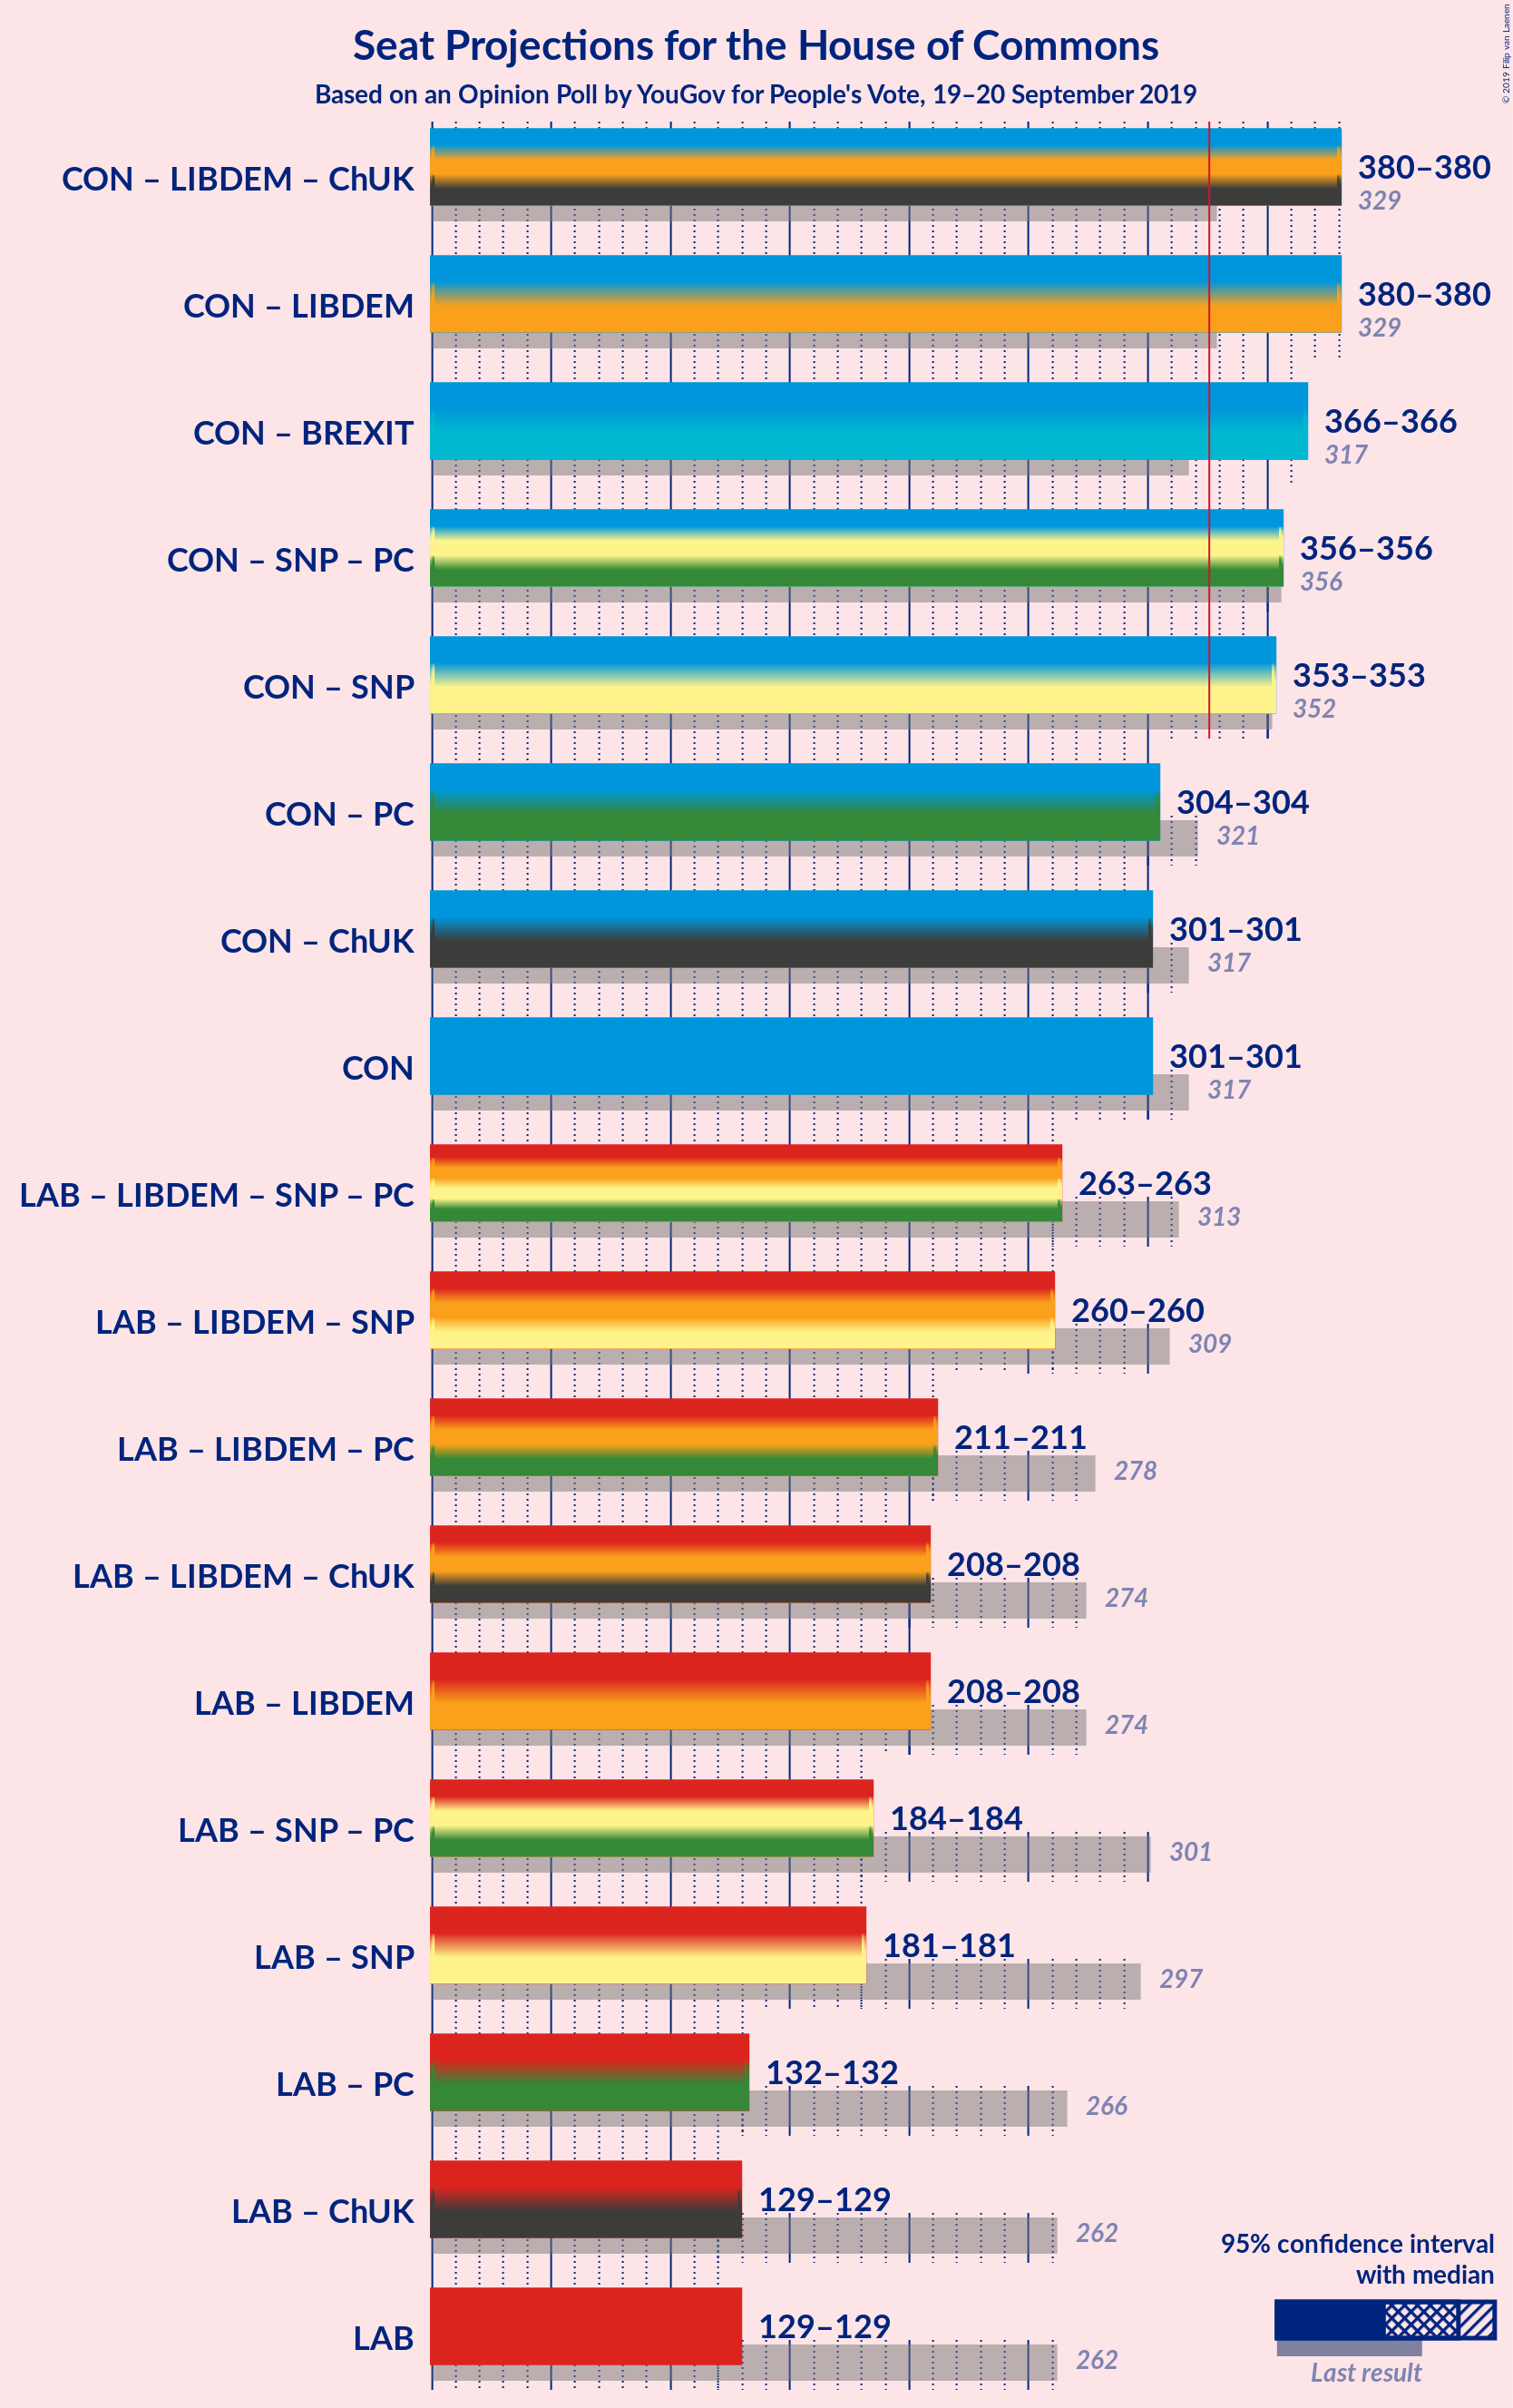 Seat Projections for the House of Commons
Based on an Opinion Poll by YouGov for People's Vote, 19–20 September 2019
© 2019 Filip van Laenen
CON – LIBDEM – ChUK
380–380
329
CON – LIBDEM
380–380
329
CON – BREXIT
366–366
317
CON – SNP – PC
356–356
356
CON – SNP
353–353
352
CON – PC
304–304
321
CON – ChUK
301–301
317
CON
301–301
317
LAB – LIBDEM – SNP – PC
263–263
313
LAB – LIBDEM – SNP
260–260
309
LAB – LIBDEM – PC
211–211
278
LAB – LIBDEM – ChUK
208–208
274
LAB – LIBDEM
208–208
274
LAB – SNP – PC
184–184
301
LAB – SNP
181–181
297
LAB – PC
132–132
266
LAB – ChUK
129–129
262
LAB
129–129
262
95% confidence interval
with median
Last result